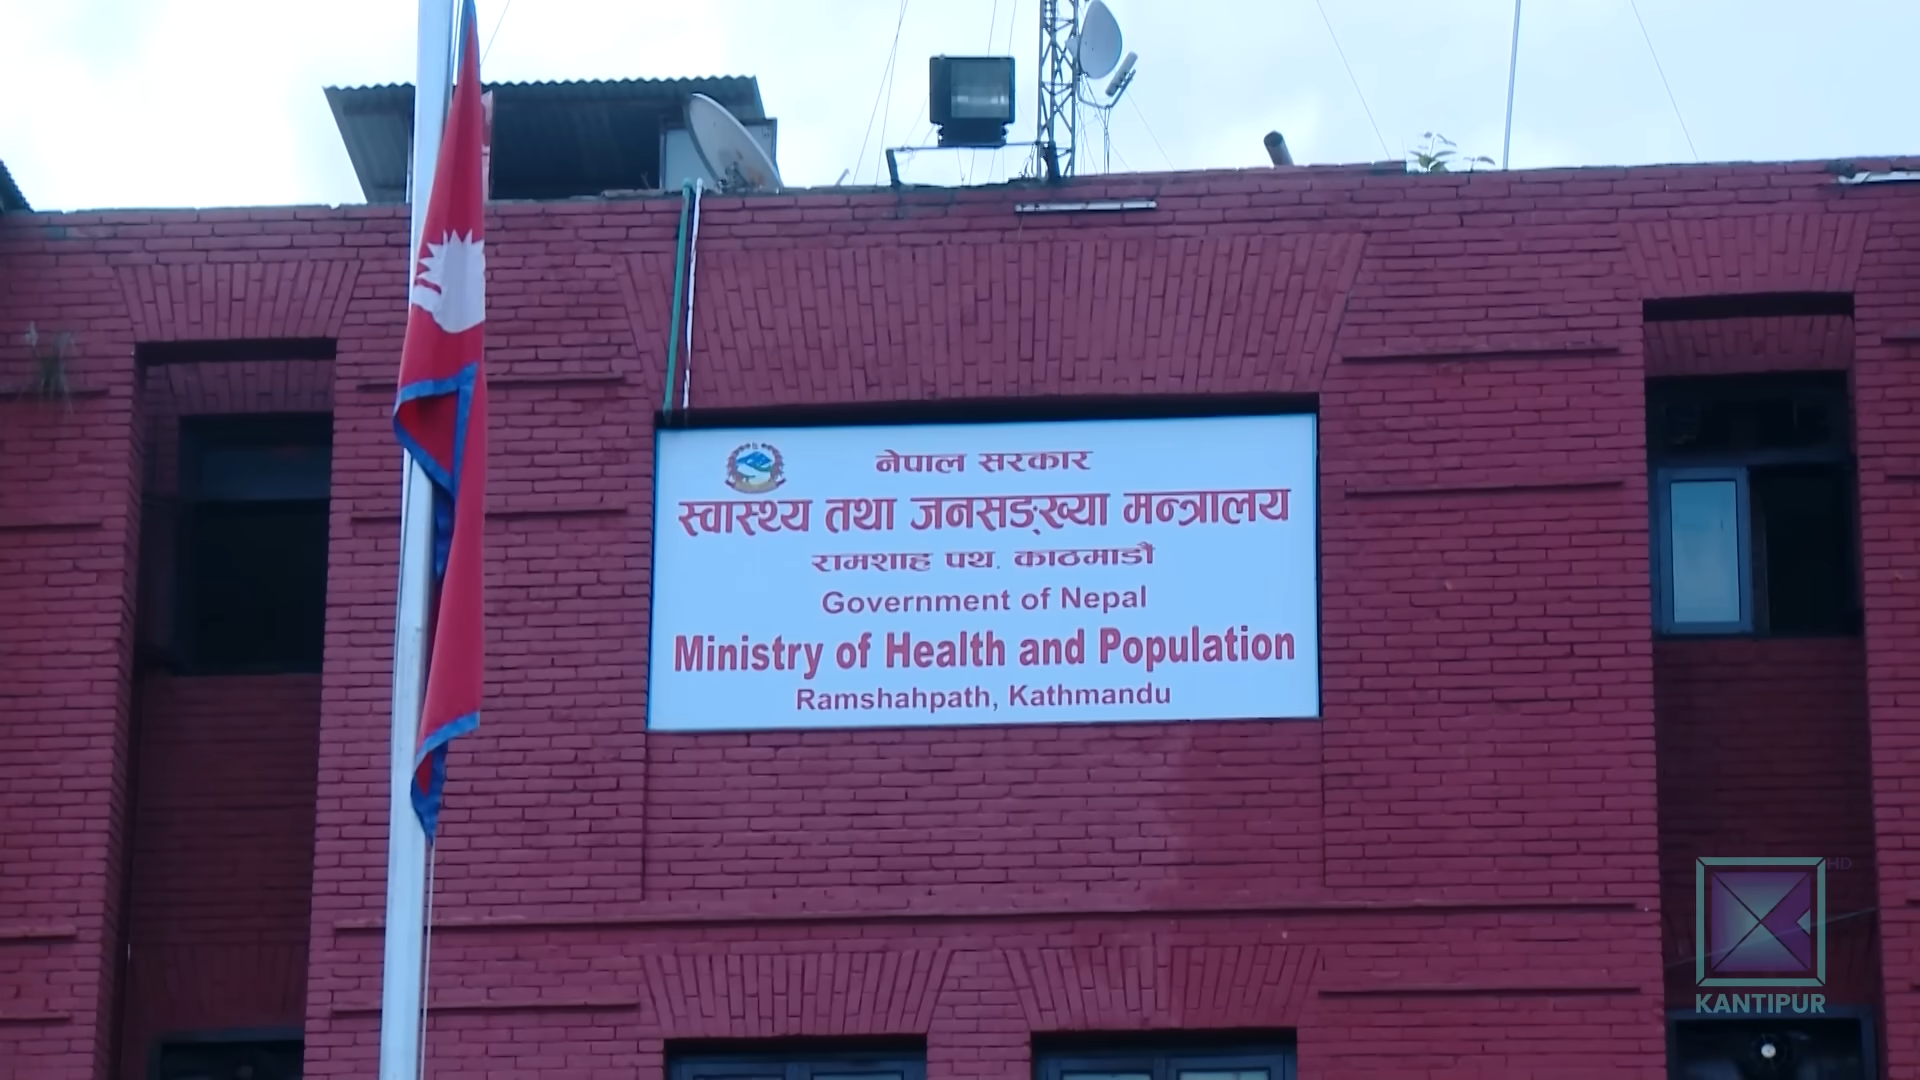 नेपाल सरकार
स्वास्थ्य तथा जनसङ्ख्या मन्त्रालय
रामशाह पथ, काठमाडौं
Government of Nepal
Ministry of Health and Population
Ramshahpath, Kathmandu
HD
KANTIPUR